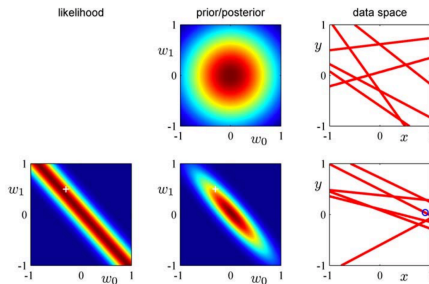 likelihood prior/posterior data space
1 1
w1 y
0 0
-1 -1
-1 0 w0 1 -1 0 x 1
1 1 1
w1 w1 y
0 0 0
-1 -1 -1
-1 0 w0 1 -1 0 w0 1 -1 0 x 1